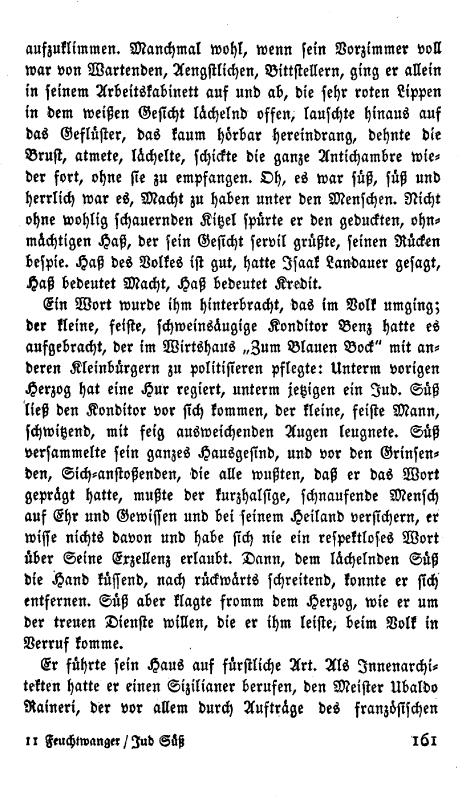 aufzuklimmen. Manchmal wohl, wenn sein Vorzimmer voll
war von Wartenden, Aengstlichen, Bittstellern, ging er allein
in seinem Arbeitskabinett auf und ab, die sehr roten Lippen
in dem weißen Gesicht lächelnd offen, lauschte hinaus auf
das Geflüster, das kaum hörbar hereindrang, dehnte die
Brust, atmete, lächelte, schickte die ganze Antichambre wie-
der fort, ohne sie zu empfangen. Oh, es war süß, süß und
herrlich war es, Macht zu haben unter den Menschen. Nicht
ohne wohlig schauernden Kitzel spürte er den geduckten, ohn-
mächtigen Haß, der sein Gesicht servil grüßte, seinen Rücken
bespie. Haß des Volkes ist gut, hatte Isaak Landauer gesagt,
Haß bedeutet Macht, Haß bedeutet Kredit.
Ein Wort wurde ihm hinterbracht, das im Volk umging;
der kleine, feiste, schweinsäugige Konditor Benz hatte es
aufgebracht, der im Wirtshaus „Zum Blauen Bock“ mit an-
deren Kleinbürgern zu politisieren pflegte: Unterm vorigen
Herzog hat eine Hur regiert, unterm jetzigen ein Jud. Süß
ließ den Konditor vor sich kommen, der kleine, feiste Mann,
schwitzend, mit feig ausweichenden Augen leugnete. Süß
versammelte sein ganzes Hausgesind, und vor den Grinsen-
den, Sich-anstoßenden, die alle wußten, daß er das Wort
geprägt hatte, mußte der kurzhalsige, schnaufende Mensch
auf Ehr und Gewissen und bei seinem Heiland versichern, er
wisse nichts davon und habe sich nie ein respektloses Wort
über Seine Exzellenz erlaubt. Dann, dem lächelnden Süß
die Hand küssend, nach rückwärts schreitend, konnte er sich
entfernen. Süß aber klagte fromm dem Herzog, wie er um
der treuen Dienste willen, die er ihm leiste, beim Volk in
Verruf komme.
Er führte sein Haus auf fürstliche Art. Als Innenarchi-
tekten hatte er einen Sizilianer berufen, den Meister Ubaldo
Raineri, der vor allem durch Aufträge des französischen
11 Feuchtwanger / Jud Süß 161